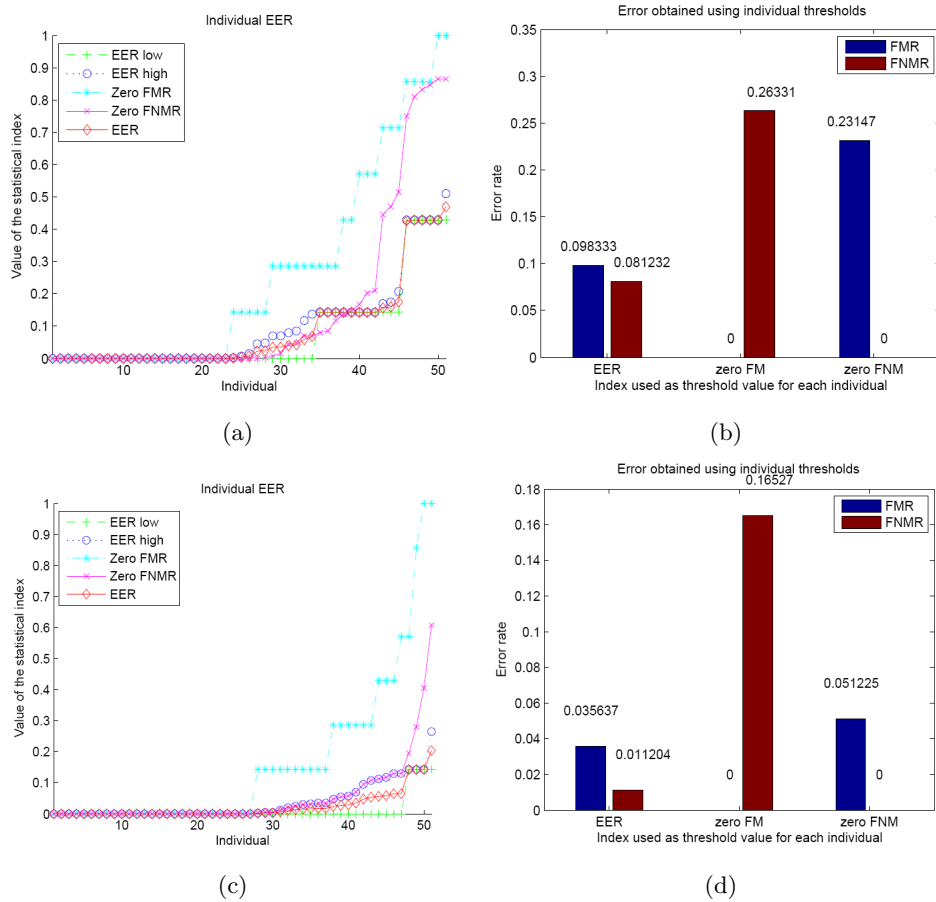 Individual EER
Value of the statistical index
1
0.9
0.8
0.7
0.6
0.5
0.4
0.3
0.2
0.1
0
EER low
EER high
Zero FMR
Zero FNMR
EER
10
20
30
40
50
Individual
(a)
Error obtained using individual thresholds
Error rate
0.35
0.3
0.25
0.2
0.15
0.1
0.05
0
FMR
FNMR
0.098333
0.081232
0
0.26331
0.23147
0
EER
zero FM
zero FNM
Index used as threshold value for each individual
(b)
Individual EER
Value of the statistical index
1
0.9
0.8
0.7
0.6
0.5
0.4
0.3
0.2
0.1
0
EER low
EER high
Zero FMR
Zero FNMR
EER
10
20
30
40
50
Individual
(c)
Error obtained using individual thresholds
Error rate
0.18
0.16
0.14
0.12
0.1
0.08
0.06
0.04
0.02
0
FMR
FNMR
0.035637
0.011204
0
0.16527
0.051225
0
EER
zero FM
zero FNM
Index used as threshold value for each individual
(d)